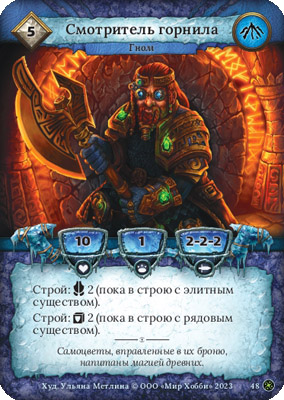 5
Смотритель горнила
Гном
10
1
2-2-2
Строй: 2 (пока в строю с элитным
существом).
Строй: 2 (пока в строю с рядовым
существом).
Самоцветы, вправленные в их броню,
напитаны магией древних.
Худ. Ульяна Метлина © ООО «Мир Хобби» 2023
48